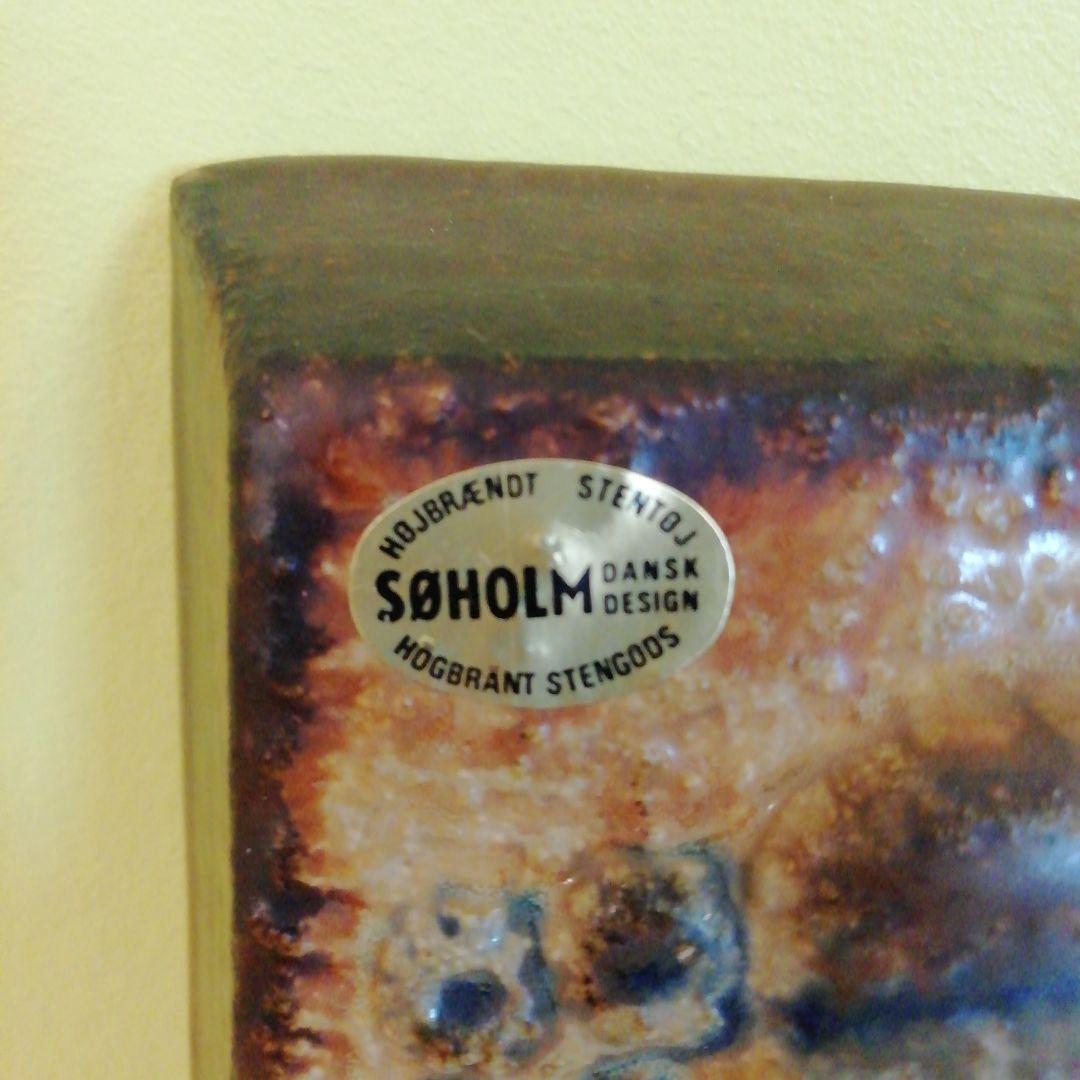 HØJBRÆNDT STENTØJ
SØHOLM DANSK
DESIGN
HÖGBRÄNT STENGODS